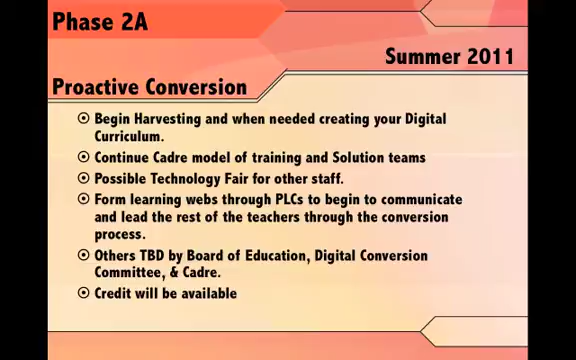 Phase 2A
Summer 2011
Proactive Conversion
Begin Harvesting and when needed creating your Digital
Curriculum.
Continue Cadre model of training and Solution teams
Possible Technology Fair for other staff.
Form learning webs through PLCs to begin to communicate
and lead the rest of the teachers through the conversion
process.
Others TBD by Board of Education, Digital Conversion
Committee, & Cadre.
Credit will be available